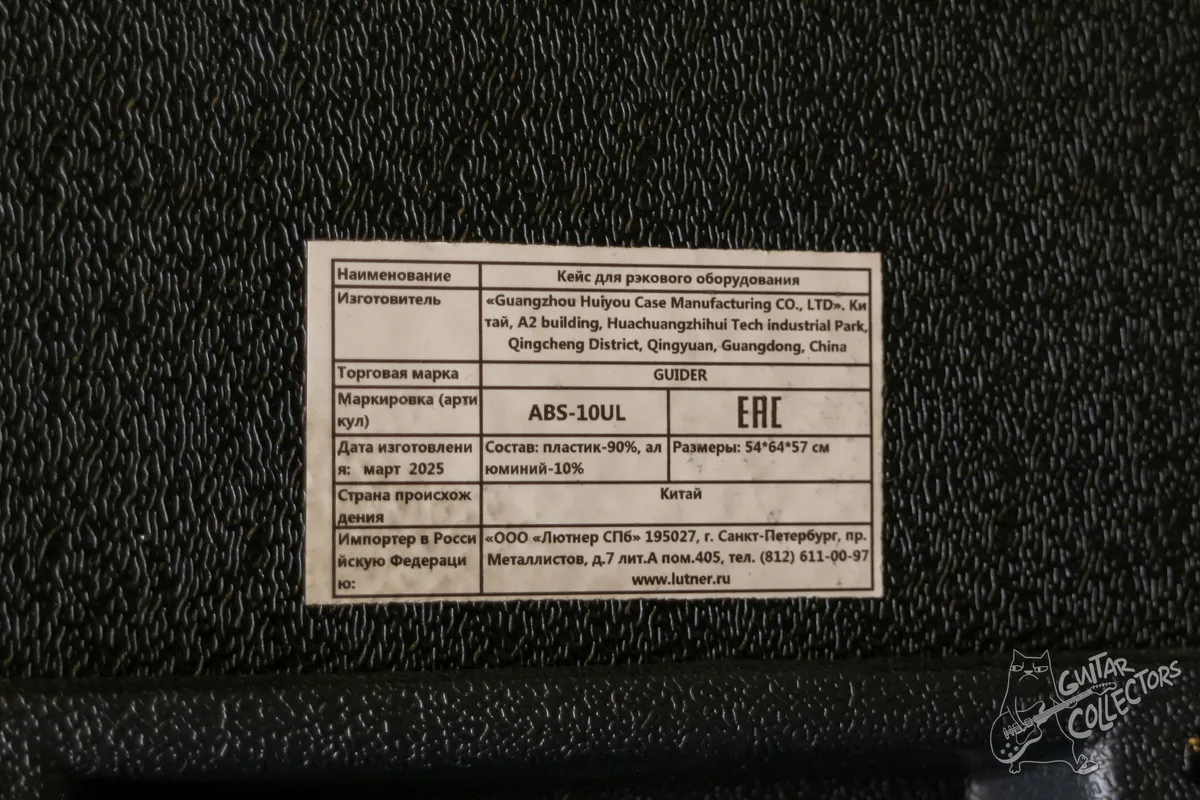 Наименование
Кейс для рэкового оборудования
Изготовитель
«Guangzhou Huiyou Case Manufacturing CO., LTD». Ки
тай, A2 building, Huachuangzhihui Tech industrial Park,
Qingcheng District, Qingyuan, Guangdong, China
Торговая марка
GUIDER
Маркировка (арти
кул)
ABS-10UL
EAC
Дата изготовлени
я: март 2025
Состав: пластик-90%, ал
юминий-10%
Размеры: 54*64*57 см
Страна происхож
дения
Китай
Импортер в Росси
йскую Федераци
ю:
«ООО «Лютнер СПб» 195027, г. Санкт-Петербург, пр.
Металлистов, д.7 лит.А пом.405, тел. (812) 611-00-97
www.lutner.ru
GUITAR
COLLECTORS
HELP